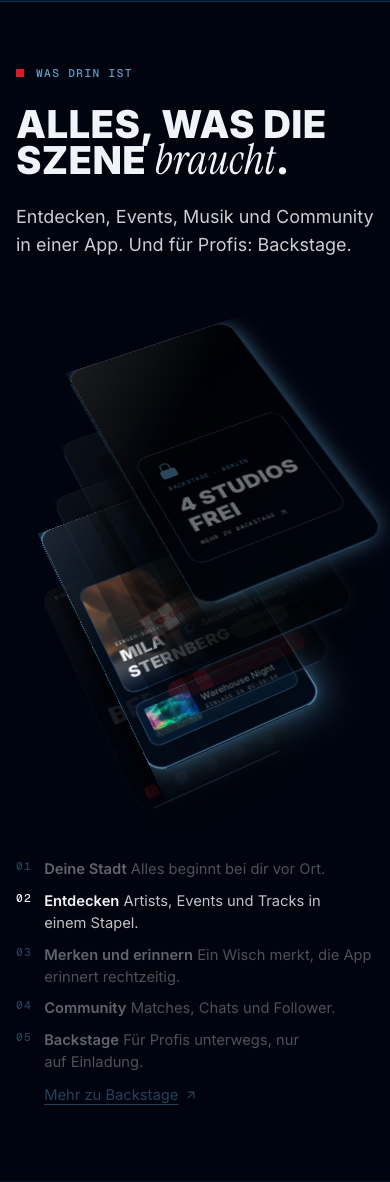 WAS DRIN IST
ALLES, WAS DIE
SZENE braucht.
Entdecken, Events, Musik und Community
in einer App. Und für Profis: Backstage.
BACKSTAGE · BERLIN
4 STUDIOS
FREI
MEHR ZU BACKSTAGE ↗
MILA
STERNBERG
Warehouse Night
01 Deine Stadt Alles beginnt bei dir vor Ort.
02 Entdecken Artists, Events und Tracks in
einem Stapel.
03 Merken und erinnern Ein Wisch merkt, die App
erinnert rechtzeitig.
04 Community Matches, Chats und Follower.
05 Backstage Für Profis unterwegs, nur
auf Einladung.
Mehr zu Backstage ↗